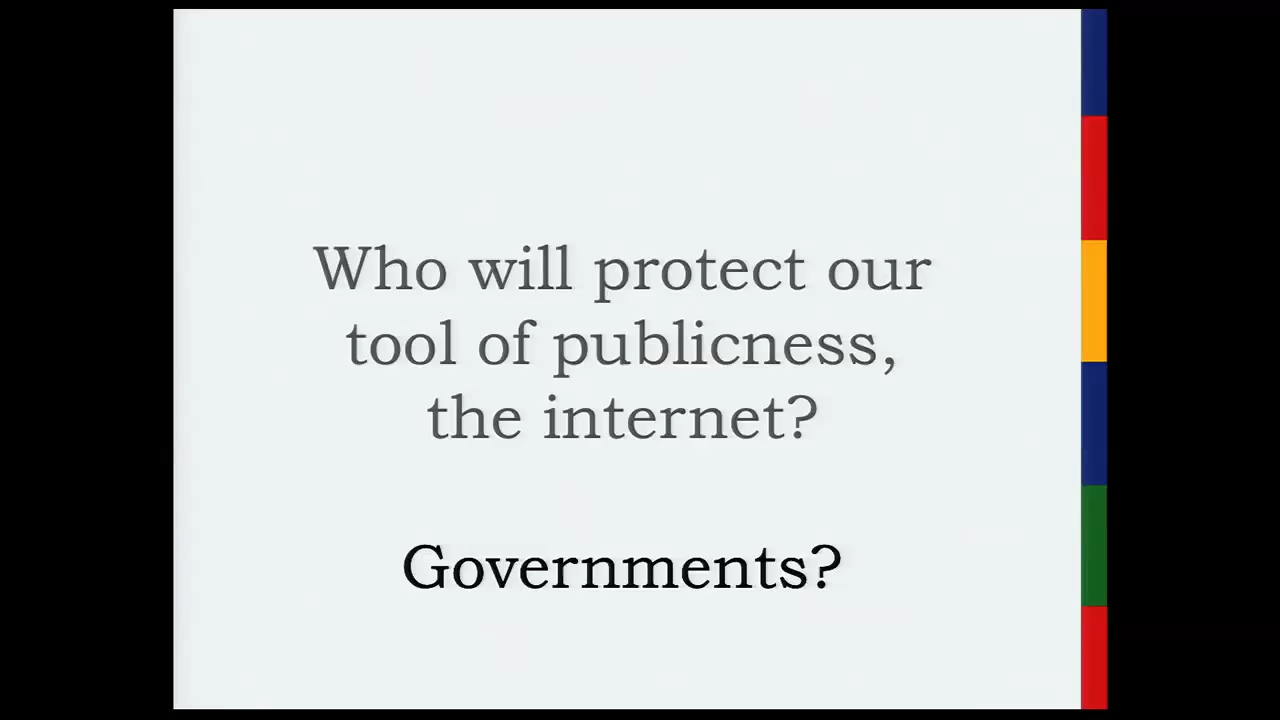 Who will protect our
tool of publicness,
the internet?
Governments?